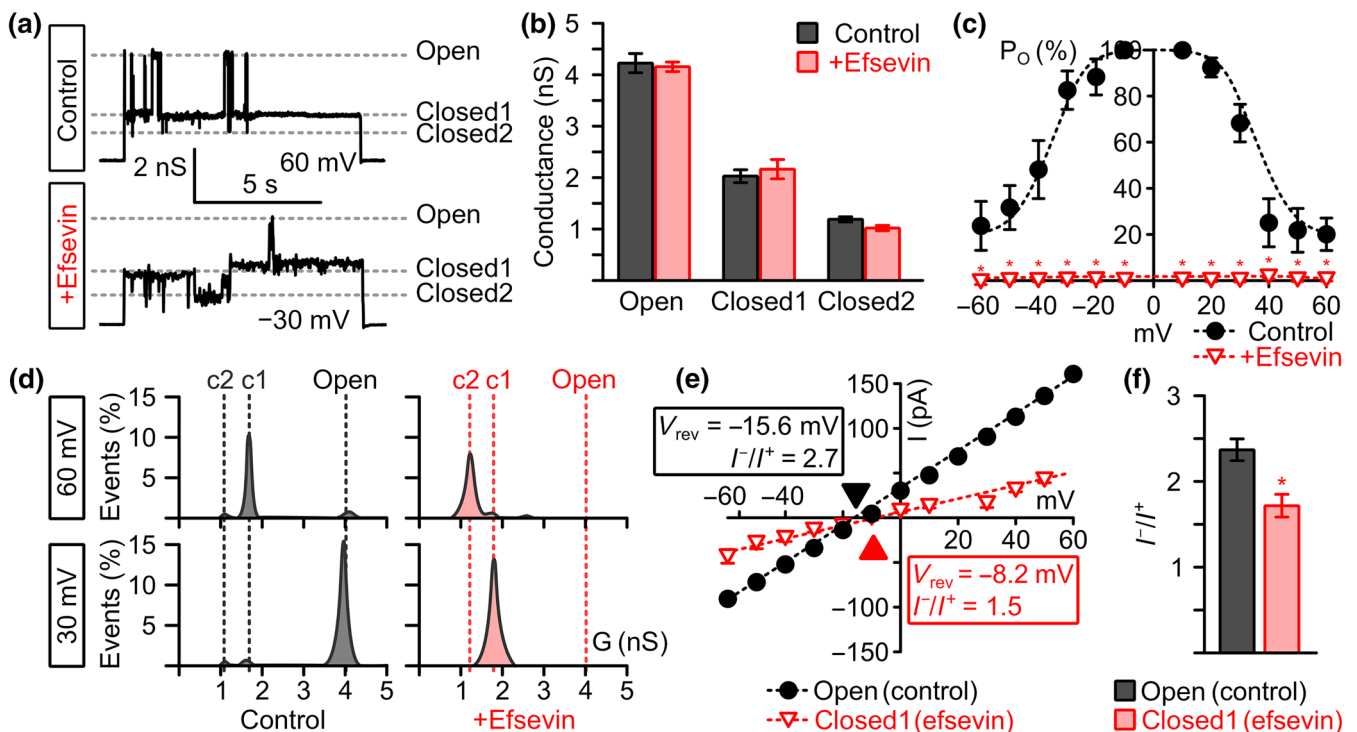 (a)
Control
Open
Closed1
Closed2
2 nS
60 mV
5 s
+Efsevin
Open
Closed1
Closed2
−30 mV
(b)
Conductance (nS)
5
4
3
2
1
Control
+Efsevin
Open Closed1 Closed2
(c)
P_O (%)
100
80
60
40
20
* * * * * * * * * * * *
−60 −40 −20 0 20 40 60
mV
Control
+Efsevin
(d)
c2 c1 Open c2 c1 Open
60 mV
Events (%)
15
10
5
30 mV
Events (%)
15
10
5
G (nS)
1 2 3 4 5 1 2 3 4 5
Control +Efsevin
(e)
150
100
50
I (pA)
V_rev = −15.6 mV
I⁻/I⁺ = 2.7
−60 −40
mV
20 40 60
V_rev = −8.2 mV
I⁻/I⁺ = 1.5
−50
−100
−150
Open (control)
Closed1 (efsevin)
(f)
I⁻/I⁺
3
2
1
0
*
Open (control)
Closed1 (efsevin)